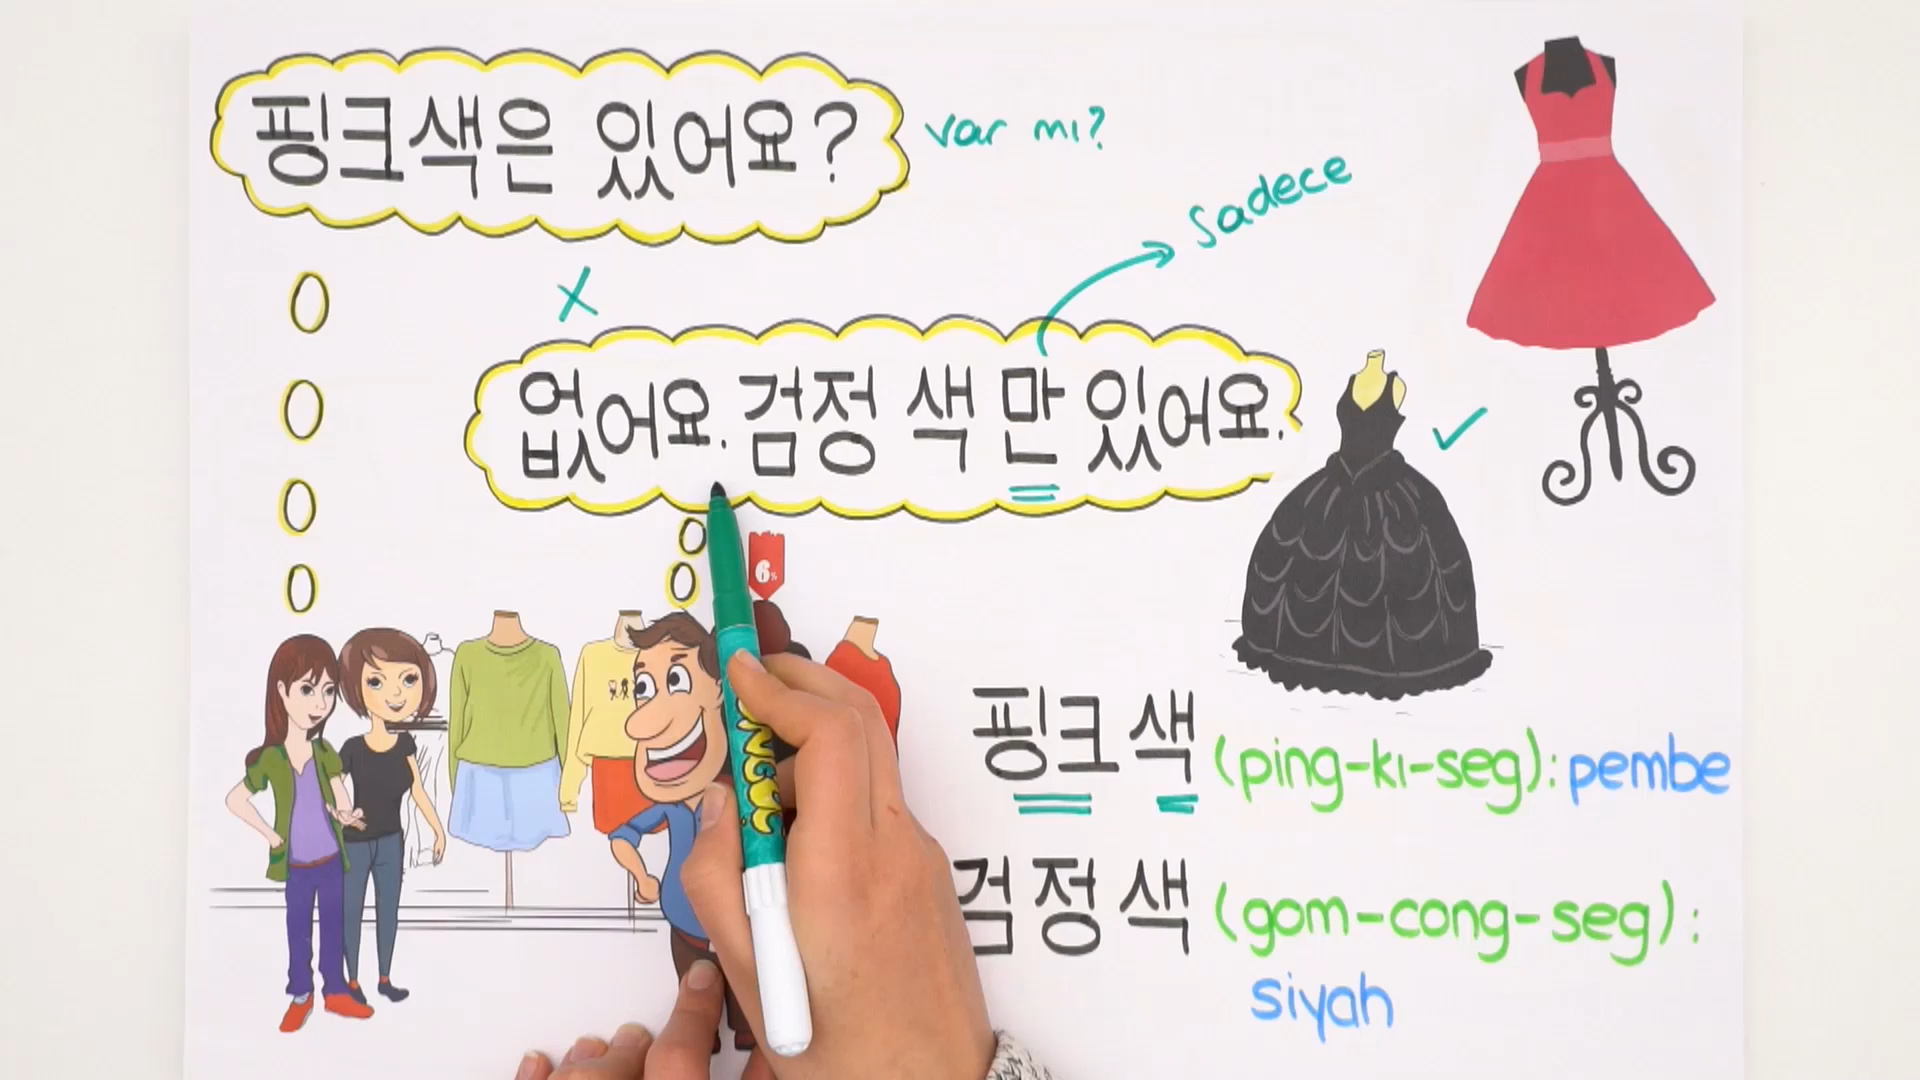 핑크색은 있어요?
var mı?
sadece
x
없어요. 검정 색 만 있어요.
6%
핑크 색 (ping-kı-seg): pembe
검정 색 (gom-cong-seg):
siyah